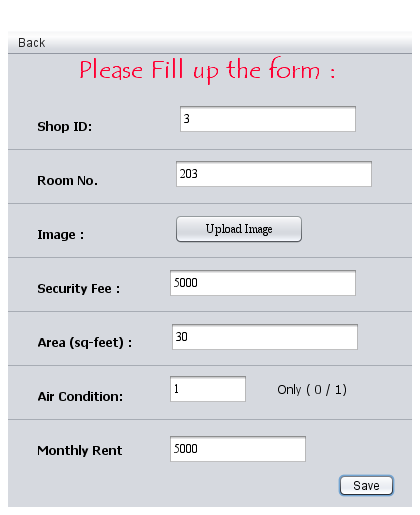 Back
Please Fill up the form :
Shop ID: 3
Room No. 203
Image : Upload Image
Security Fee : 5000
Area (sq-feet) : 30
Air Condition: 1 Only ( 0 / 1)
Monthly Rent 5000
Save